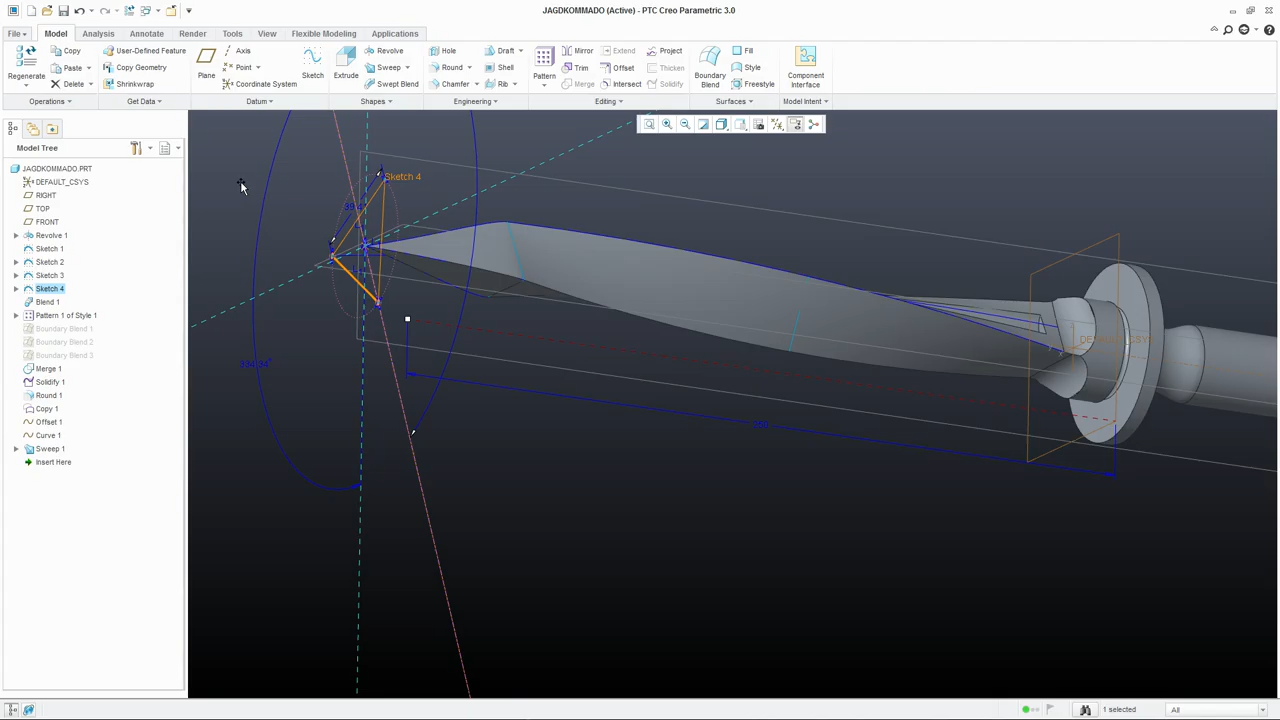 JAGDKOMMADO (Active) - PTC Creo Parametric 3.0
File Model Analysis Annotate Render Tools View Flexible Modeling Applications
Regenerate Copy Paste Delete User-Defined Feature Copy Geometry Shrinkwrap Plane Axis Point Coordinate System Sketch Extrude Revolve Sweep Swept Blend Hole Round Chamfer Draft Shell Rib Pattern Mirror Trim Merge Extend Offset Intersect Project Thicken Solidify Boundary Blend Fill Style Freestyle Component Interface
Operations Get Data Datum Shapes Engineering Editing Surfaces Model Intent
Model Tree
JAGDKOMMADO.PRT
DEFAULT_CSYS
RIGHT
TOP
FRONT
Revolve 1
Sketch 1
Sketch 2
Sketch 3
Sketch 4
Blend 1
Pattern 1 of Style 1
Boundary Blend 1
Boundary Blend 2
Boundary Blend 3
Merge 1
Solidify 1
Round 1
Copy 1
Offset 1
Curve 1
Sweep 1
Insert Here
Sketch 4
1 selected All